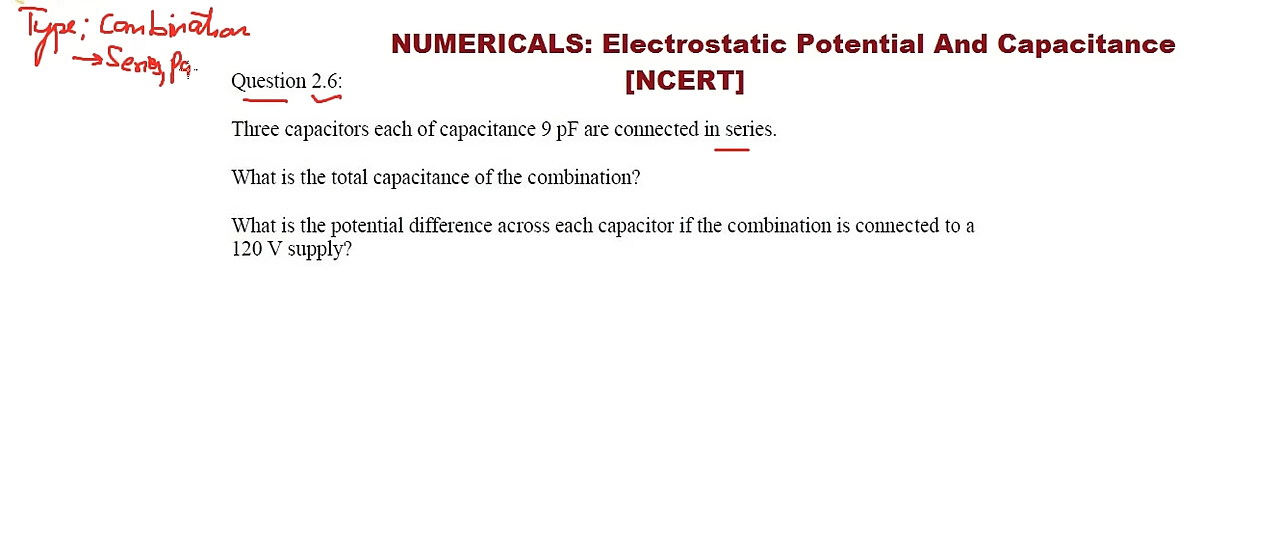 Type: Combination
→Series, Pa
NUMERICALS: Electrostatic Potential And Capacitance
[NCERT]
Question 2.6:
Three capacitors each of capacitance 9 pF are connected in series.
What is the total capacitance of the combination?
What is the potential difference across each capacitor if the combination is connected to a
120 V supply?